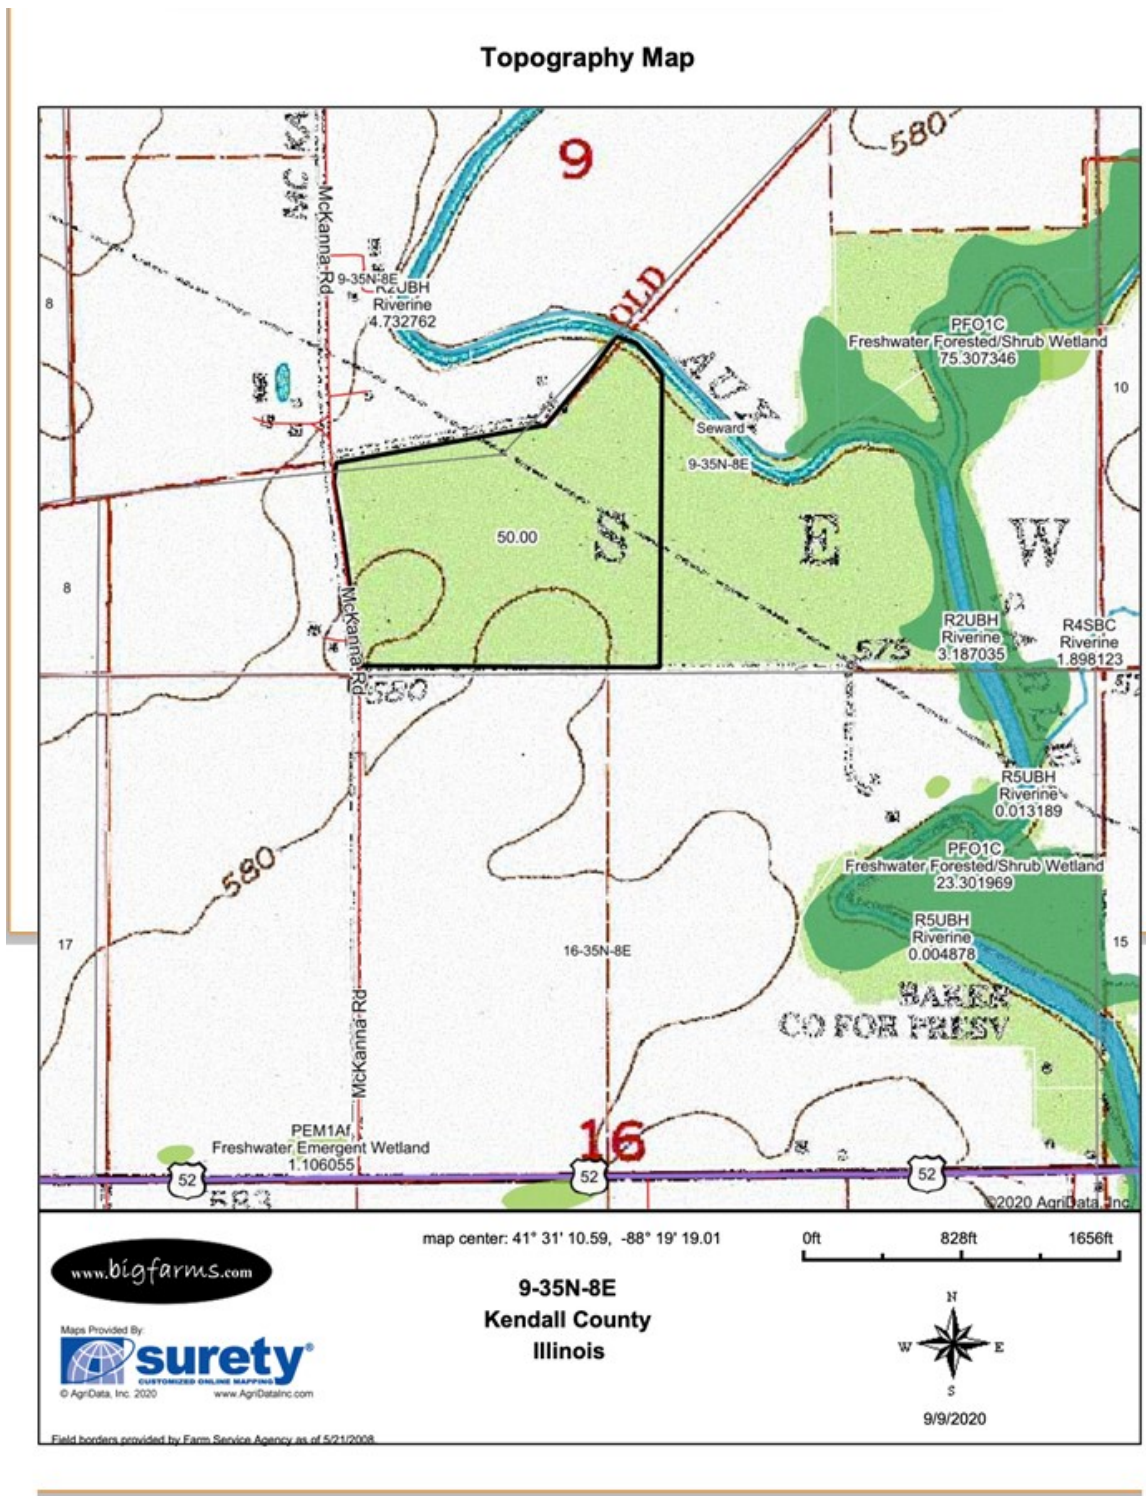 Topography Map
580
MC KA
9
McKanna Rd
9-35N-8E
R2UBH
Riverine
4.732762
8
OLD
PFO1C
Freshwater Forested/Shrub Wetland
75.307346
10
AUX
Seward
9-35N-8E
50.00
S E W
8
McKanna Rd
R2UBH
Riverine
3.187035
R4SBC
Riverine
1.898123
575
580
R5UBH
Riverine
0.013189
PFO1C
Freshwater Forested/Shrub Wetland
23.301969
580
R5UBH
Riverine
0.004878
17
16-35N-8E
15
BAKER
CO FOR PRESV
McKanna Rd
PEM1Af
Freshwater Emergent Wetland
1.106055
16
52
52
52
583
©2020 AgriData, Inc.
map center: 41° 31' 10.59, -88° 19' 19.01
0ft 828ft 1656ft
www.bigfarms.com
9-35N-8E
Kendall County
Illinois
N
W E
S
9/9/2020
Maps Provided By:
surety®
CUSTOMIZED ONLINE MAPPING
© AgriData, Inc. 2020 www.AgriDataInc.com
Field borders provided by Farm Service Agency as of 5/21/2008.